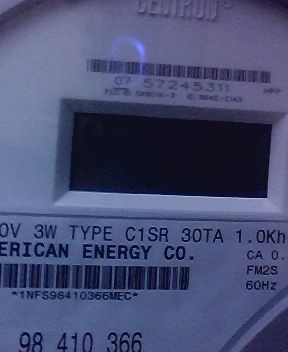 CENTRON®
07 57245311
0V 3W TYPE C1SR 30TA 1.0Kh
ERICAN ENERGY CO.
CA 0.
FM2S
*1NFS98410366MEC*
60Hz
98 410 366